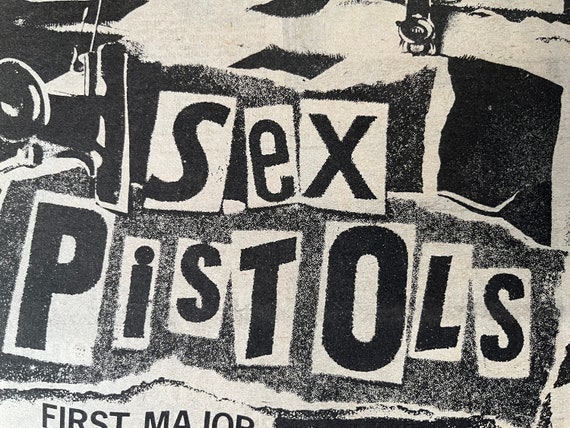 SeX
PiSTOLS
FIRST MAJOR